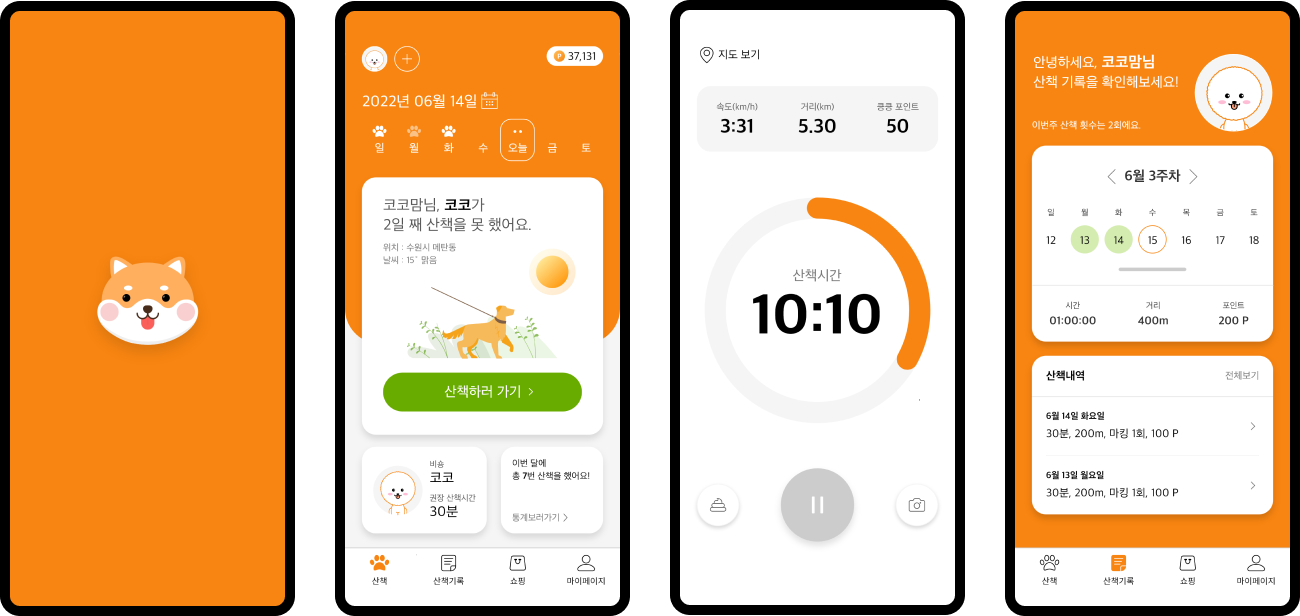 P 37,131
2022년 06월 14일
일 월 화 수 오늘 금 토
코코맘님, 코코가
2일 째 산책을 못 했어요.
위치 : 수원시 매탄동
날씨 : 15˚ 맑음
산책하러 가기 >
비숑
코코
권장 산책시간
30분
이번 달에
총 7번 산책을 했어요!
통계보러가기 >
산책 산책기록 쇼핑 마이페이지
지도 보기
속도(km/h) 거리(km) 킁킁 포인트
3:31 5.30 50
산책시간
10:10
안녕하세요, 코코맘님
산책 기록을 확인해보세요!
이번주 산책 횟수는 2회에요.
6월 3주차
일 월 화 수 목 금 토
12 13 14 15 16 17 18
시간 거리 포인트
01:00:00 400m 200 P
산책내역 전체보기
6월 14일 화요일
30분, 200m, 마킹 1회, 100 P
6월 13일 월요일
30분, 200m, 마킹 1회, 100 P
산책 산책기록 쇼핑 마이페이지